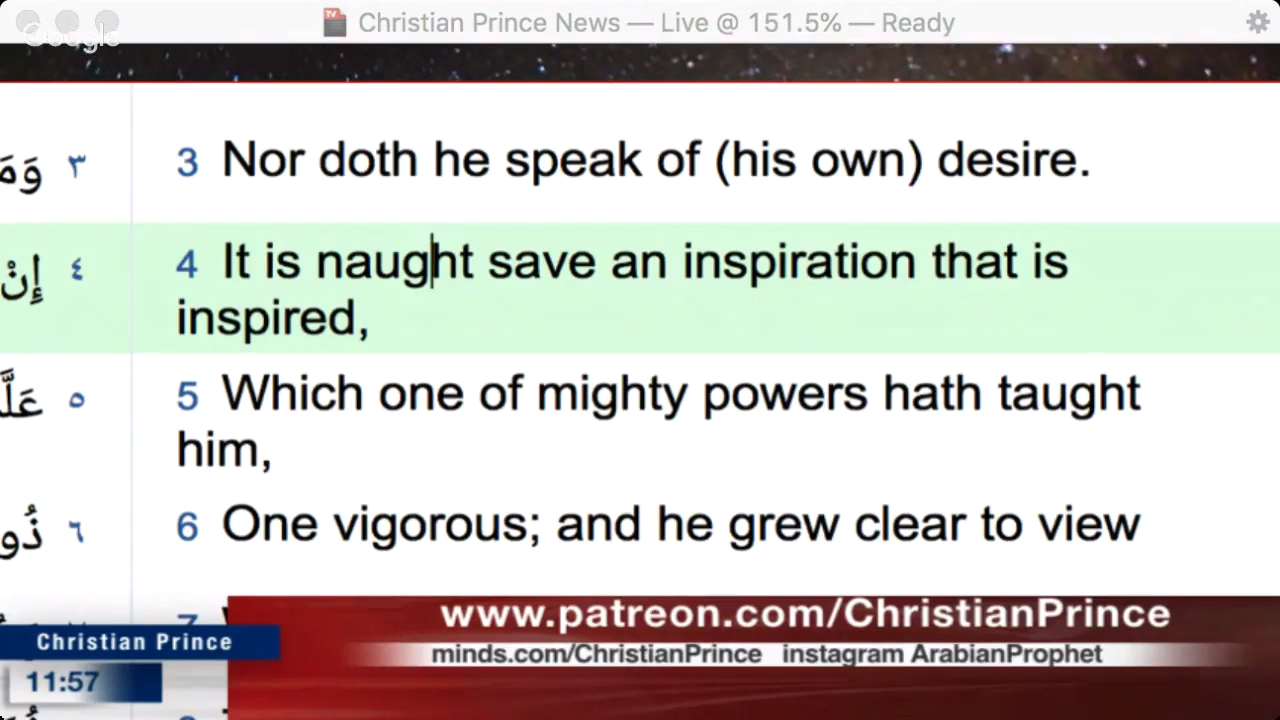 Christian Prince News — Live @ 151.5% — Ready
Google
٣ 3 Nor doth he speak of (his own) desire.
إِنْ ٤ 4 It is naught save an inspiration that is
inspired,
٥ 5 Which one of mighty powers hath taught
him,
٦ 6 One vigorous; and he grew clear to view
www.patreon.com/ChristianPrince
Christian Prince
minds.com/ChristianPrince instagram ArabianProphet
11:57